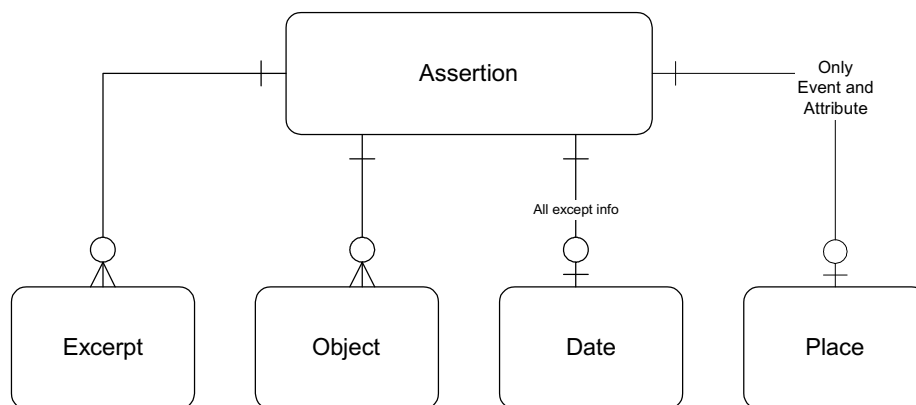 Assertion
Only
Event and
Attribute
All except info
Excerpt
Object
Date
Place